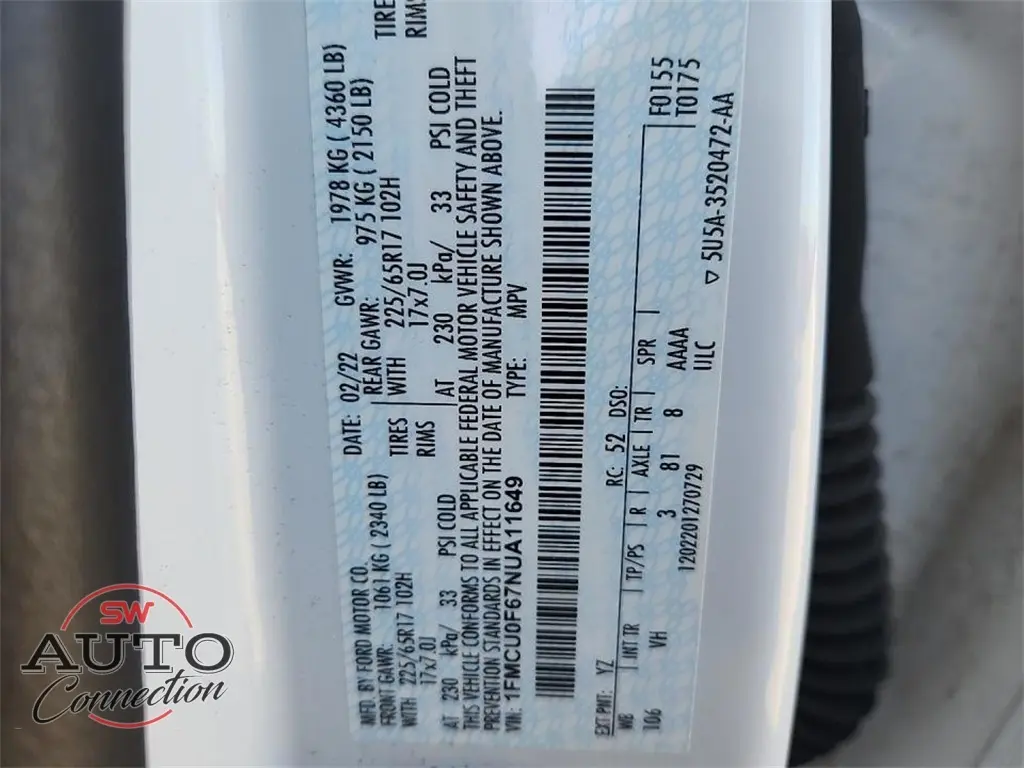 MFD. BY FORD MOTOR CO.
DATE: 02/22 GVWR: 1978 KG ( 4360 LB)
FRONT GAWR: 1061 KG ( 2340 LB)
REAR GAWR: 975 KG ( 2150 LB)
WITH 225/65R17 102H TIRES
WITH 225/65R17 102H TIRE
17x7.0J RIMS
17x7.0J RIMS
AT 230 kPa/ 33 PSI COLD
AT 230 kPa/ 33 PSI COLD
THIS VEHICLE CONFORMS TO ALL APPLICABLE FEDERAL MOTOR VEHICLE SAFETY AND THEFT
PREVENTION STANDARDS IN EFFECT ON THE DATE OF MANUFACTURE SHOWN ABOVE.
VIN: 1FMCU0F67NUA11649 TYPE: MPV
EXT PNT: YZ RC: 52 DSO:
WB INT TR TP/PS R AXLE TR SPR F0155
106 VH 3 81 8 AAAA T0175
1202201270729 IILC
5U5A-3520472-AA
SW
AUTO
Connection